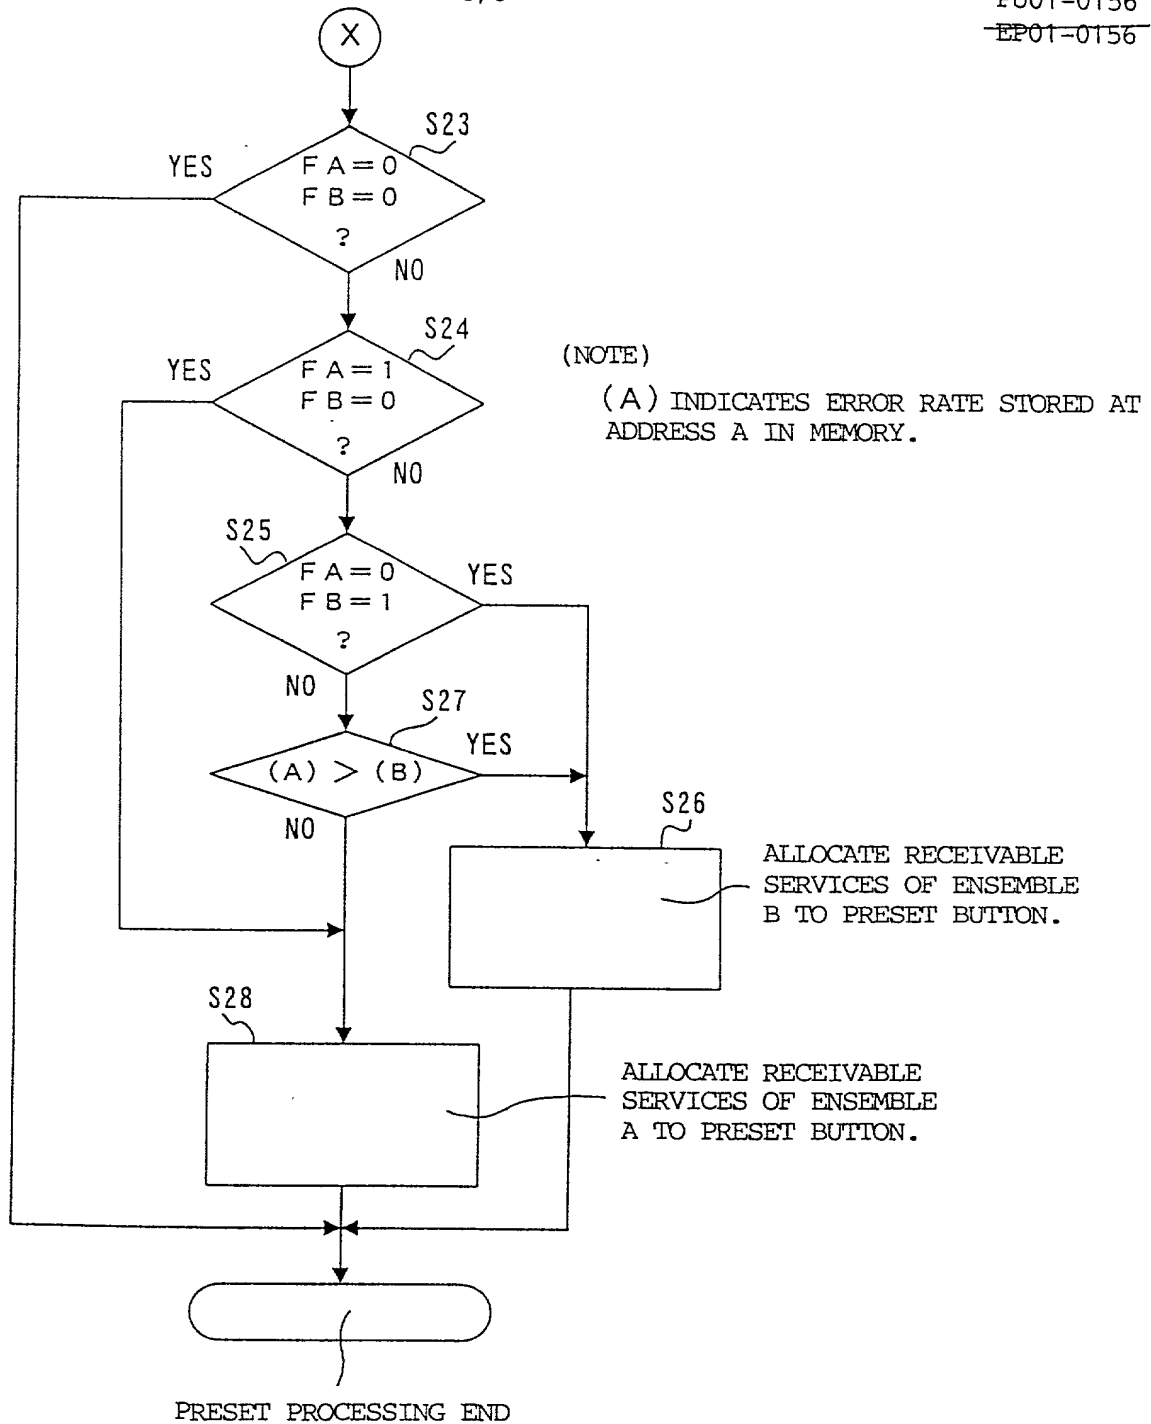 EP01-0156
X
S23
YES
FA=0
FB=0
?
NO
S24
YES
FA=1
FB=0
?
NO
(NOTE)
(A) INDICATES ERROR RATE STORED AT
ADDRESS A IN MEMORY.
S25
FA=0
FB=1
?
YES
NO
S27
(A) > (B)
YES
NO
S26
ALLOCATE RECEIVABLE
SERVICES OF ENSEMBLE
B TO PRESET BUTTON.
S28
ALLOCATE RECEIVABLE
SERVICES OF ENSEMBLE
A TO PRESET BUTTON.
PRESET PROCESSING END